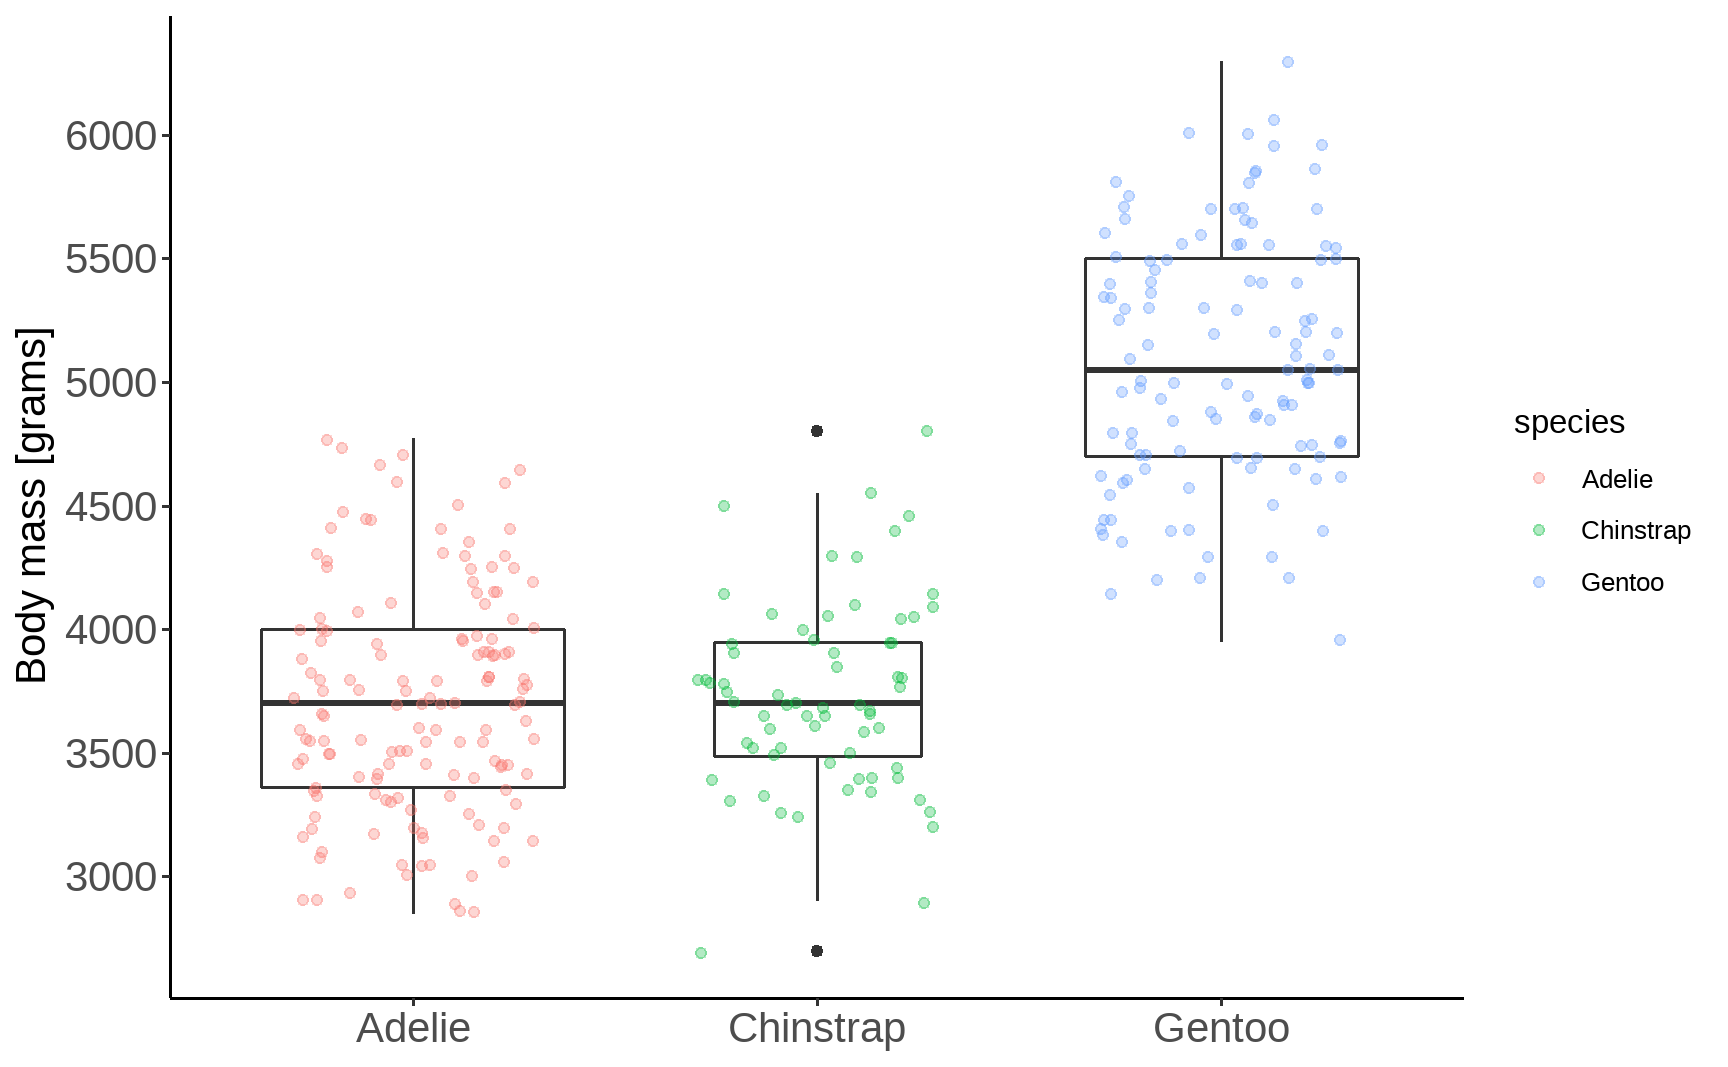 Body mass [grams]
6000
5500
5000
4500
4000
3500
3000
Adelie
Chinstrap
Gentoo
species
Adelie
Chinstrap
Gentoo